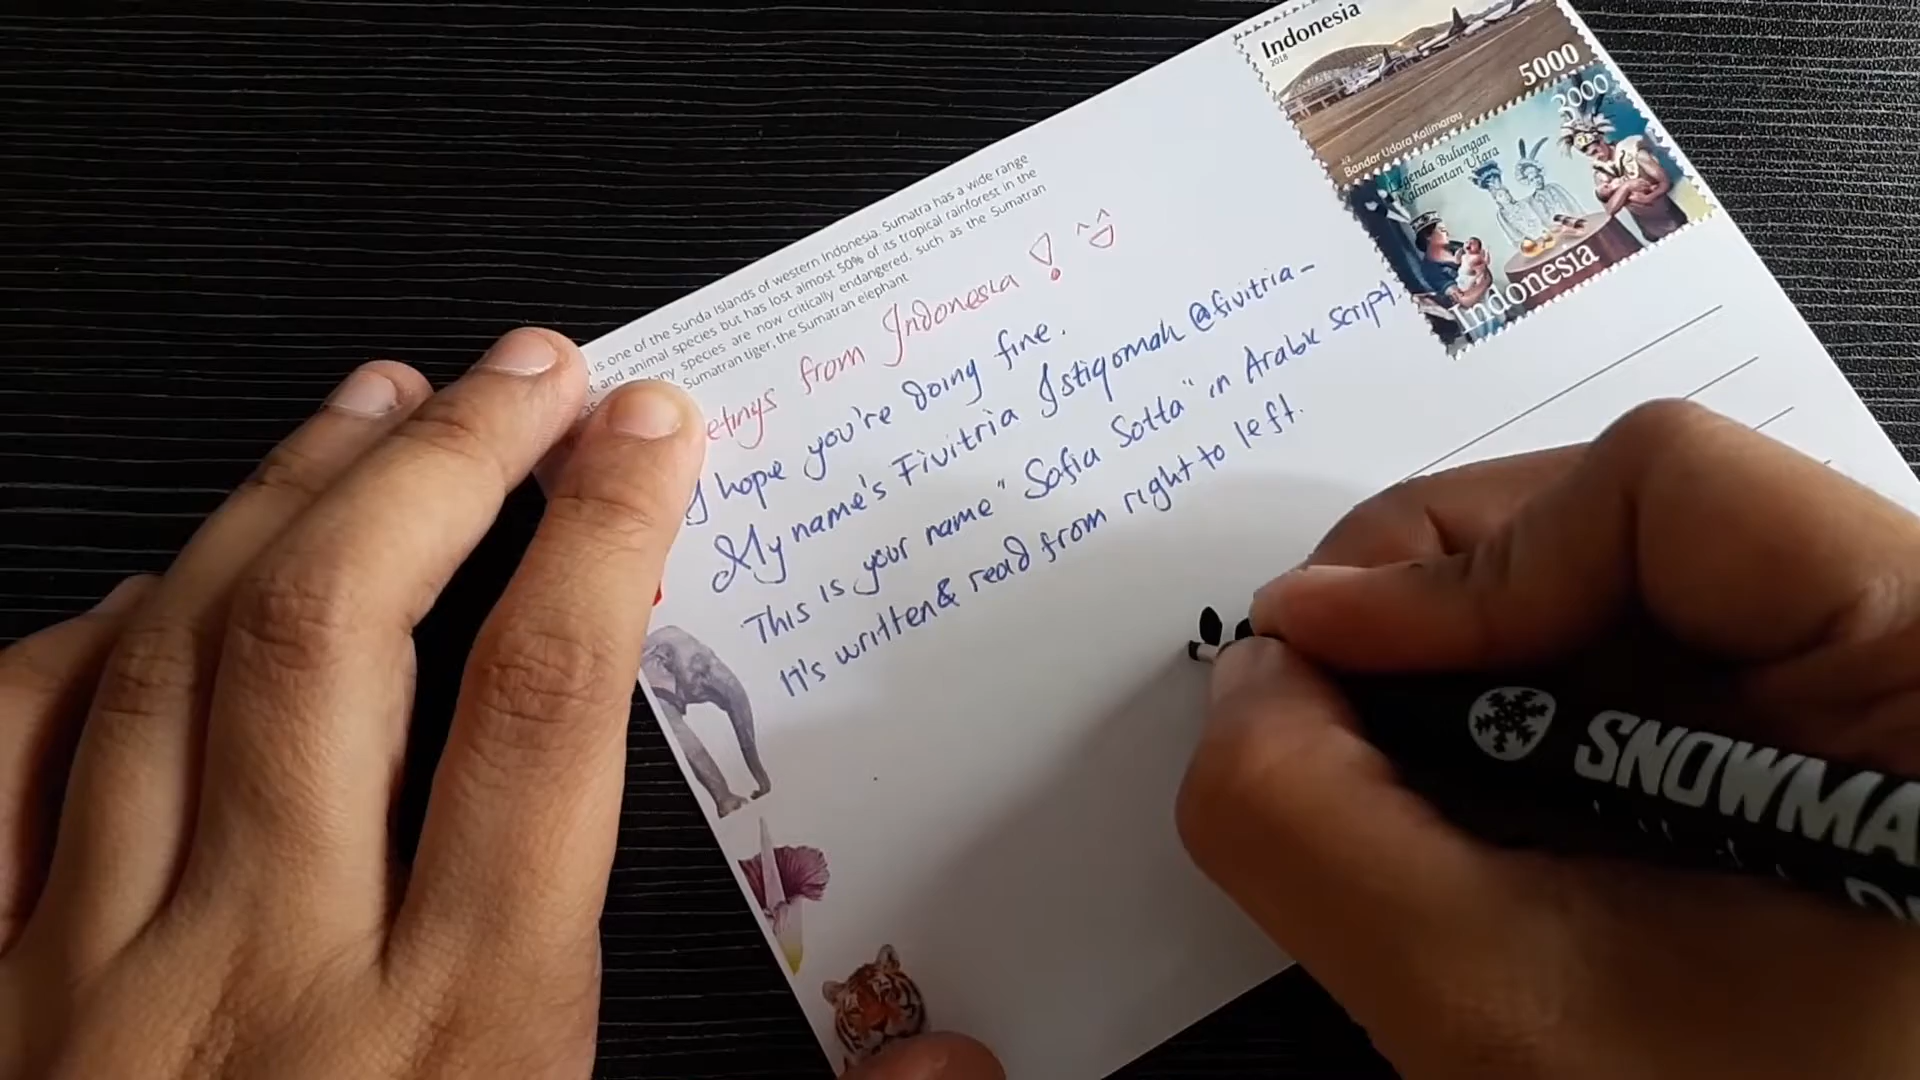 Indonesia
2018
5000
Bandar Udara Kalimarau
3000
Legenda Bulungan
Kalimantan Utara
Indonesia
is one of the Sunda Islands of western Indonesia. Sumatra has a wide range
and animal species but has lost almost 50% of its tropical rainforest in the
species are now critically endangered, such as the Sumatran
Sumatran tiger, the Sumatran elephant
from Indonesia!
I hope you're doing fine.
My name's Fivitria Istiqomah @fivitria-
This is your name "Sofia Sotta" in Arabic script.
It's written & read from right to left.
SNOWMA